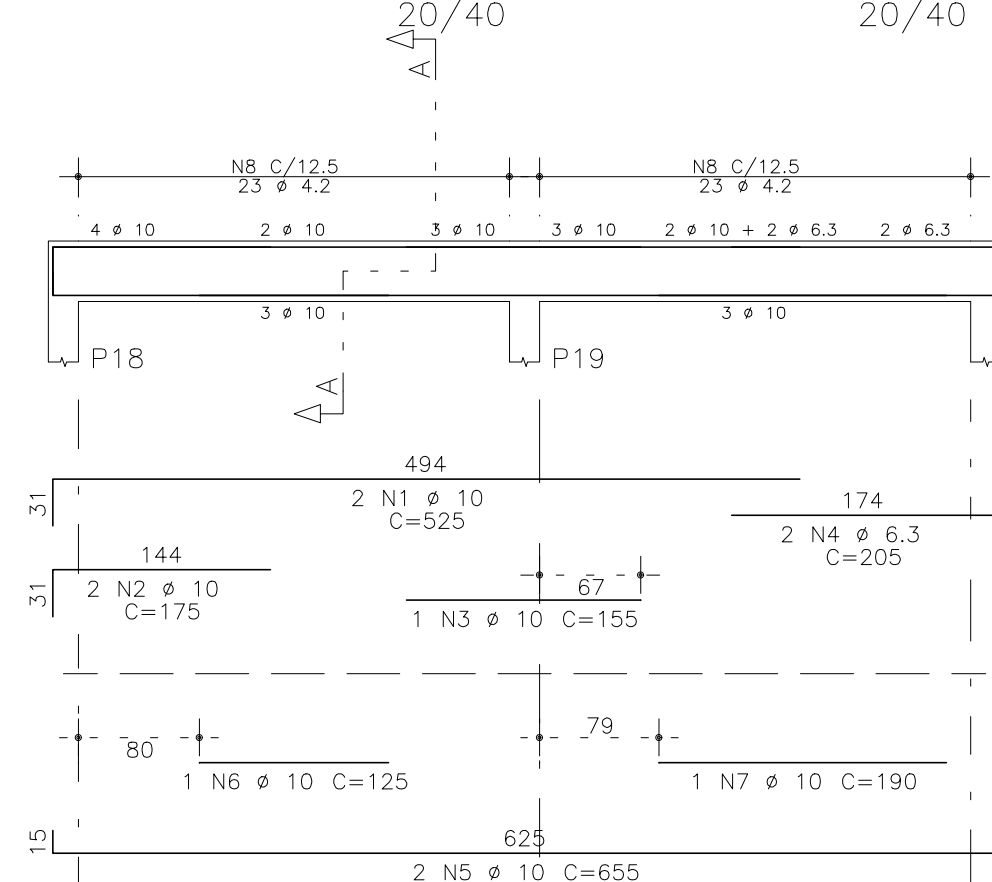 20/40 20/40
A
N8 C/12.5 N8 C/12.5
23 ø 4.2 23 ø 4.2
4 ø 10 2 ø 10 3 ø 10 3 ø 10 2 ø 10 + 2 ø 6.3 2 ø 6.3
3 ø 10 3 ø 10
P18 P19
A
494
31
2 N1 ø 10
C=525
174
2 N4 ø 6.3
C=205
144
31
2 N2 ø 10
C=175
67
1 N3 ø 10 C=155
80 79
1 N6 ø 10 C=125 1 N7 ø 10 C=190
15
625
2 N5 ø 10 C=655